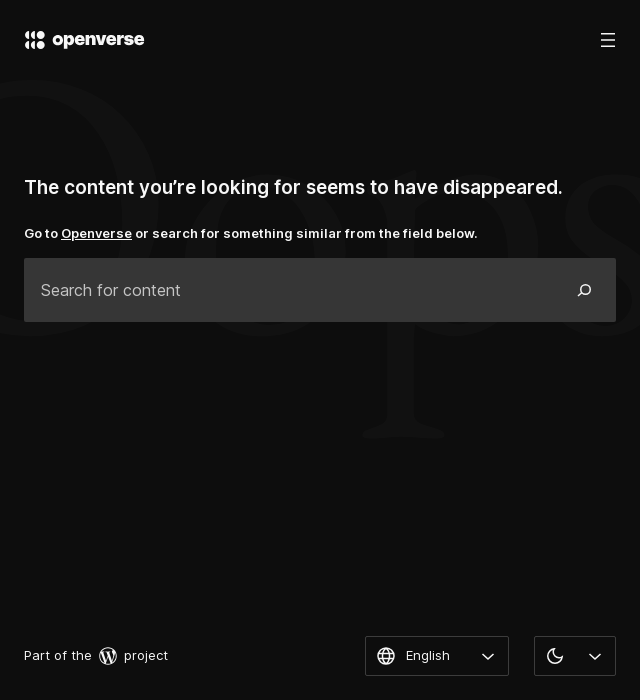 openverse
Oops
The content you’re looking for seems to have disappeared.
Go to Openverse or search for something similar from the field below.
Search for content
Part of the project
English